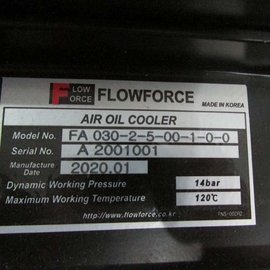 FLOW FORCE FLOWFORCE MADE IN KOREA
AIR OIL COOLER
Model No. FA 030-2-5-00-1-0-0
Serial No. A 2001001
Manufacture Date 2020.01
Dynamic Working Pressure 14bar
Maximum Working Temperature 120℃
http://www.flowforce.co.kr